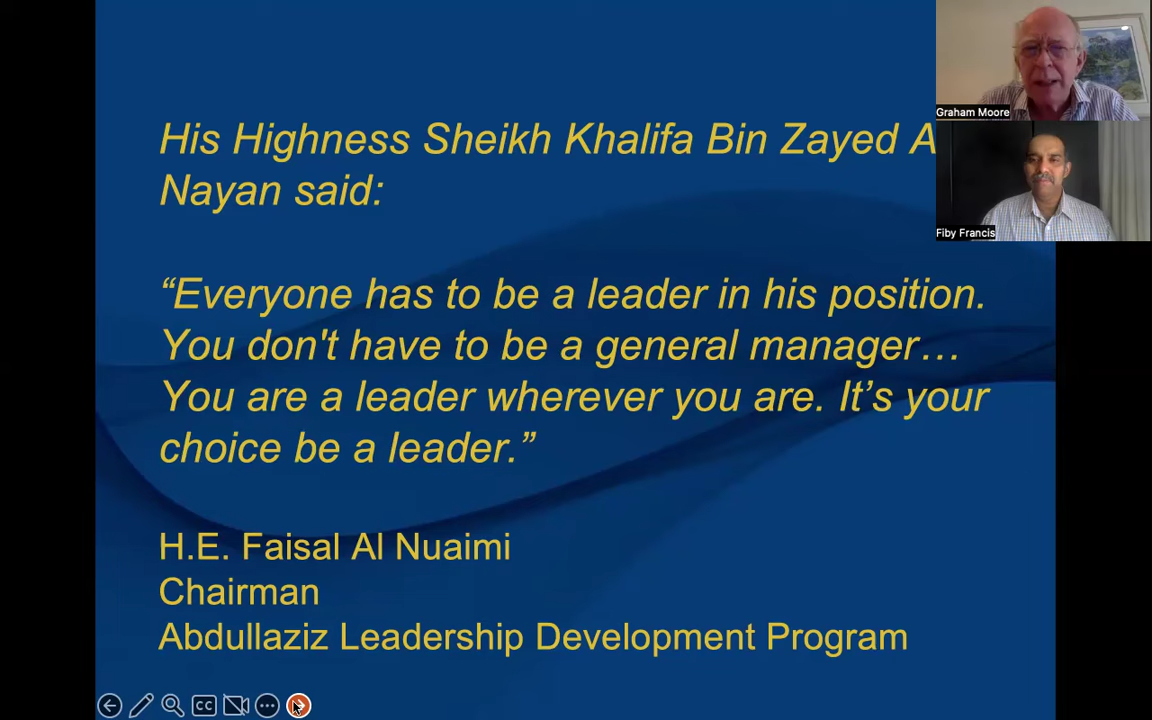 His Highness Sheikh Khalifa Bin Zayed
Nayan said:
“Everyone has to be a leader in his position.
You don't have to be a general manager…
You are a leader wherever you are. It’s your
choice be a leader.”
H.E. Faisal Al Nuaimi
Chairman
Abdullaziz Leadership Development Program
Graham Moore
Fiby Francis
CC